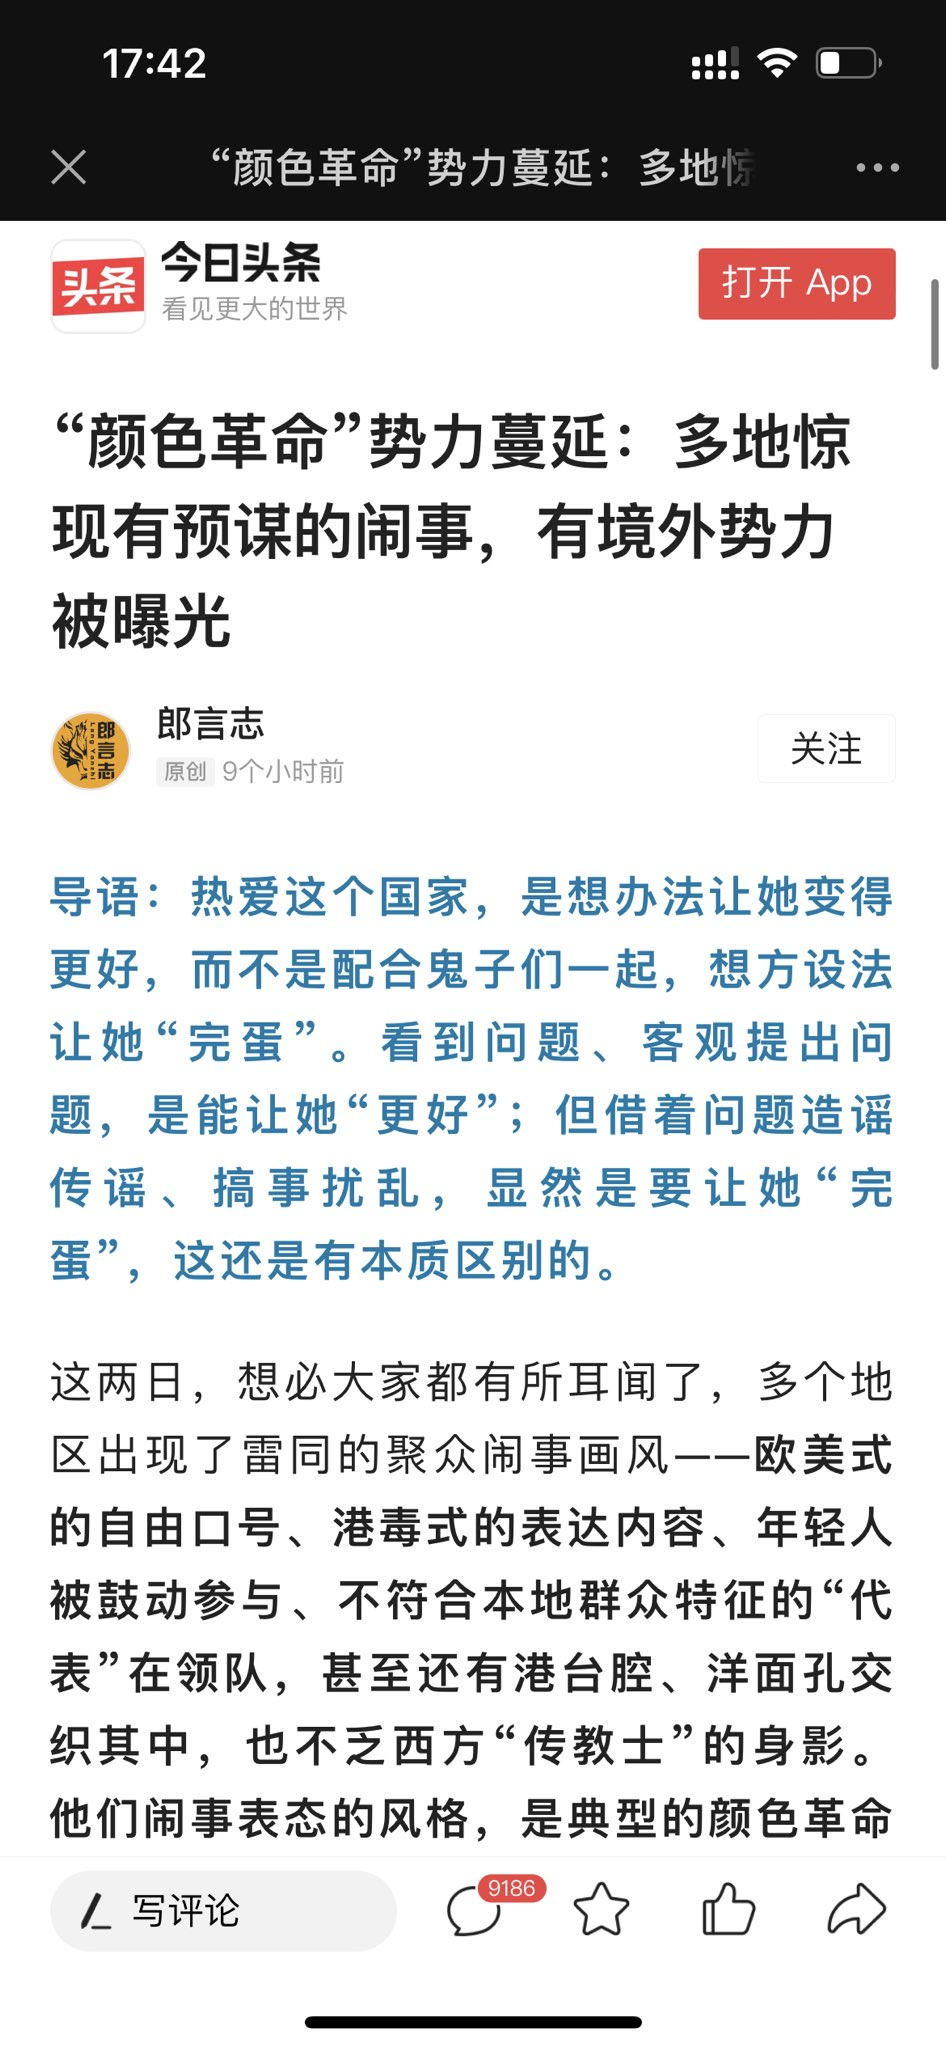 17:42
“颜色革命”势力蔓延：多地惊
头条
今日头条
看见更大的世界
打开 App
“颜色革命”势力蔓延：多地惊
现有预谋的闹事，有境外势力
被曝光
郎言志
Lang Yanzhi
郎言志
原创 9个小时前
关注
导语：热爱这个国家，是想办法让她变得
更好，而不是配合鬼子们一起，想方设法
让她“完蛋”。看到问题、客观提出问
题，是能让她“更好”；但借着问题造谣
传谣、搞事扰乱，显然是要让她“完
蛋”，这还是有本质区别的。
这两日，想必大家都有所耳闻了，多个地
区出现了雷同的聚众闹事画风——欧美式
的自由口号、港毒式的表达内容、年轻人
被鼓动参与、不符合本地群众特征的“代
表”在领队，甚至还有港台腔、洋面孔交
织其中，也不乏西方“传教士”的身影。
他们闹事表态的风格，是典型的颜色革命
写评论
9186